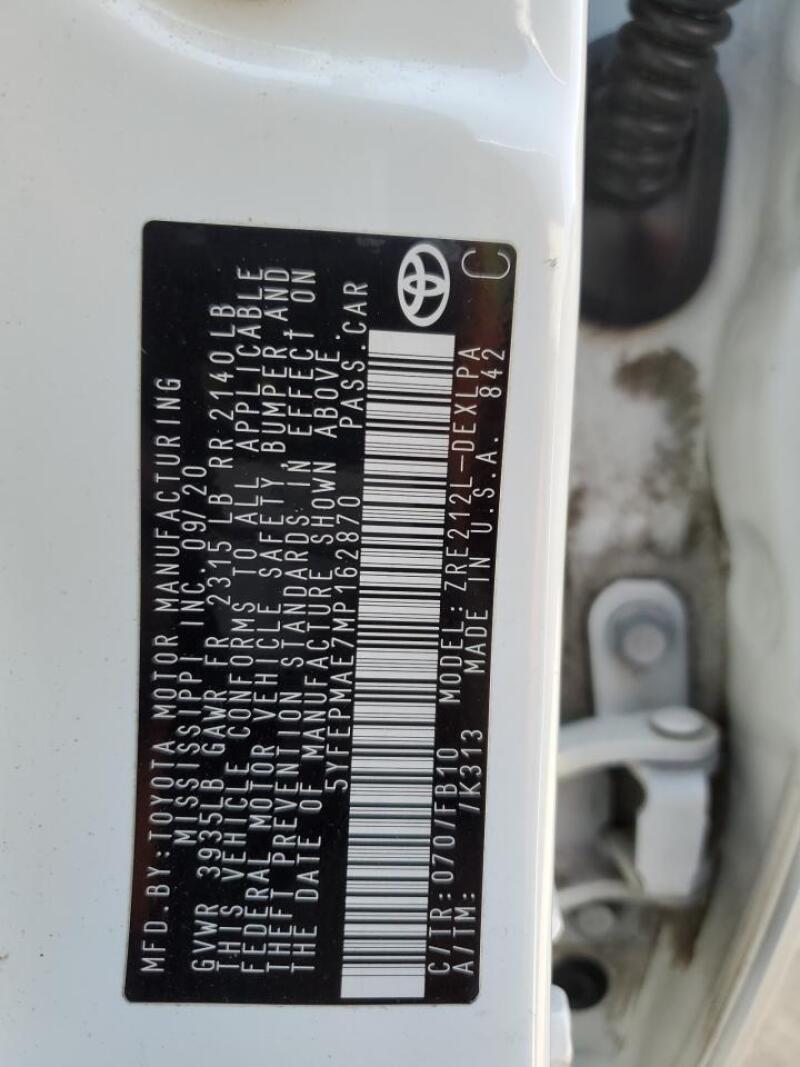 MFD.BY:TOYOTA MOTOR MANUFACTURING
MISSISSIPPI INC.09/20
GVWR 3935LB GAWR FR 2315LB RR 2140LB
THIS VEHICLE CONFORMS TO ALL APPLICABLE
FEDERAL MOTOR VEHICLE SAFETY,BUMPER AND
THEFT PREVENTION STANDARDS IN EFFECT ON
THE DATE OF MANUFACTURE SHOWN ABOVE.
5YFEPMAE7MP162870 PASS.CAR
C/TR:070/FB10 MODEL:ZRE212L-DEXLPA
A/TM: /K313 MADE IN U.S.A. 842
C